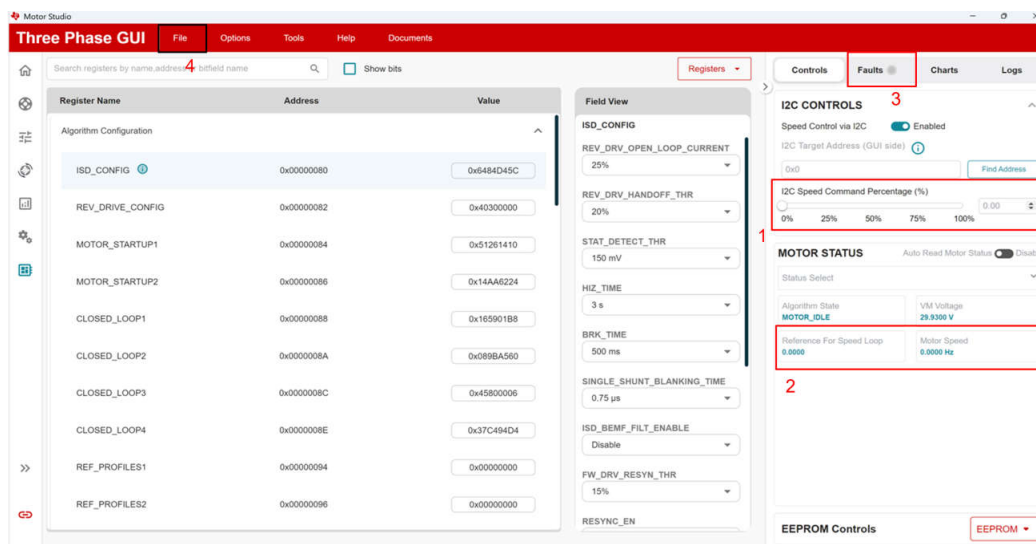 Motor Studio
Three Phase GUI File Options Tools Help Documents
4
Search registers by name,address or bitfield name
Show bits
Registers
Register Name Address Value
Algorithm Configuration
ISD_CONFIG 0x00000080 0x6484D45C
REV_DRIVE_CONFIG 0x00000082 0x40300000
MOTOR_STARTUP1 0x00000084 0x51261410
MOTOR_STARTUP2 0x00000086 0x14AA6224
CLOSED_LOOP1 0x00000088 0x165901B8
CLOSED_LOOP2 0x0000008A 0x089BA560
CLOSED_LOOP3 0x0000008C 0x45800006
CLOSED_LOOP4 0x0000008E 0x37C494D4
REF_PROFILES1 0x00000094 0x00000000
REF_PROFILES2 0x00000096 0x00000000
Field View
ISD_CONFIG
REV_DRV_OPEN_LOOP_CURRENT
25%
REV_DRV_HANDOFF_THR
20%
STAT_DETECT_THR
150 mV
HIZ_TIME
3 s
BRK_TIME
500 ms
SINGLE_SHUNT_BLANKING_TIME
0.75 µs
ISD_BEMF_FILT_ENABLE
Disable
FW_DRV_RESYN_THR
15%
RESYNC_EN
Controls Faults Charts Logs
3
I2C CONTROLS
Speed Control via I2C Enabled
I2C Target Address (GUI side)
0x0 Find Address
I2C Speed Command Percentage (%)
0.00
0% 25% 50% 75% 100%
1
MOTOR STATUS Auto Read Motor Status Disab
Status Select
Algorithm State VM Voltage
MOTOR_IDLE 29.9300 V
Reference For Speed Loop Motor Speed
0.0000 0.0000 Hz
2
EEPROM Controls EEPROM